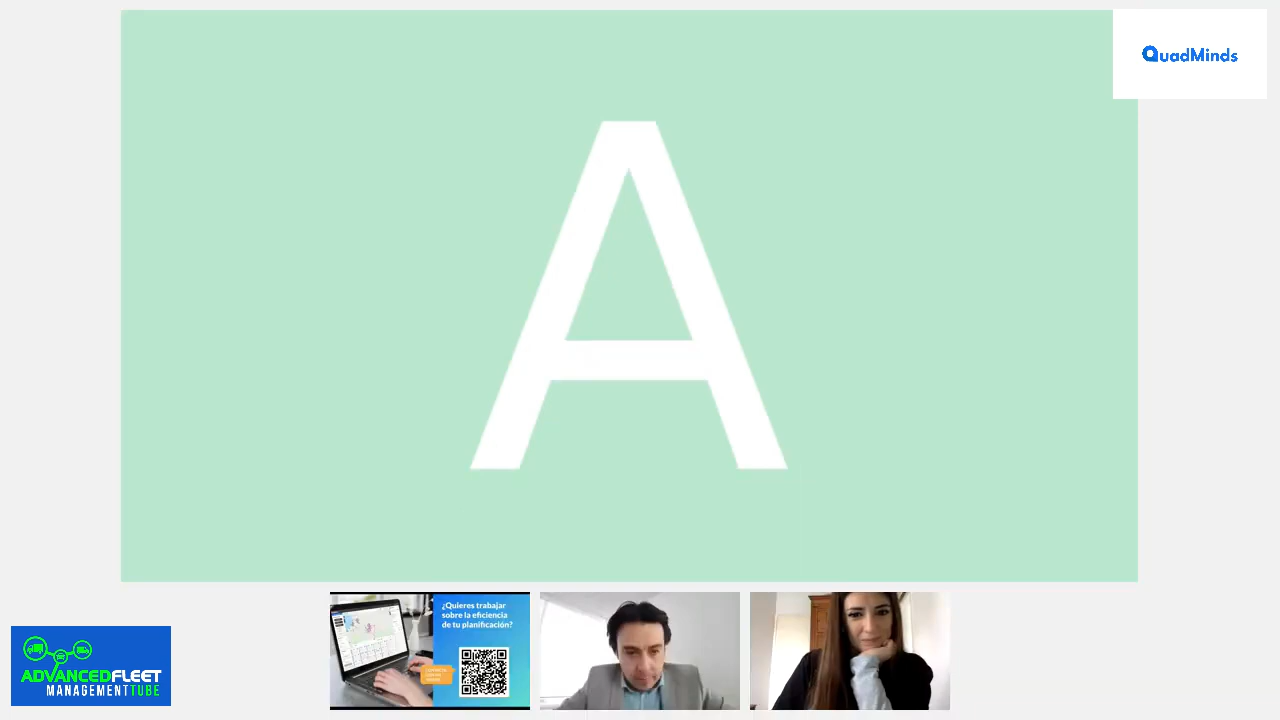 QuadMinds
A
¿Quieres trabajar
sobre la eficiencia
de tu planificación?
ADVANCEDFLEET
MANAGEMENTTUBE